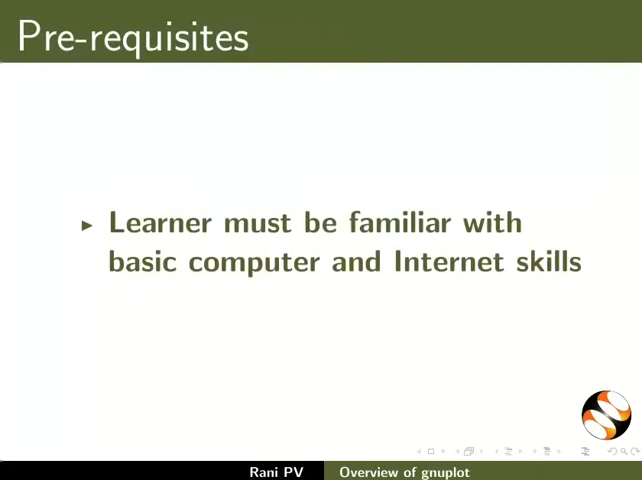 Pre-requisites
Learner must be familiar with
basic computer and Internet skills
Rani PV
Overview of gnuplot